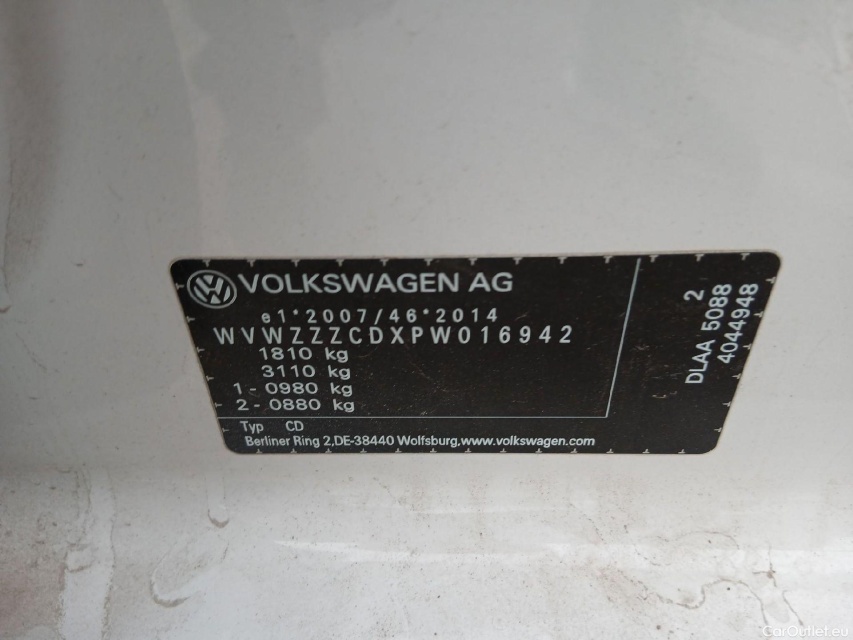 VOLKSWAGEN AG
e1*2007/46*2014
WVWZZZCDXPW016942
1810 kg
3110 kg
1 - 0980 kg
2 - 0880 kg
Typ CD
Berliner Ring 2,DE-38440 Wolfsburg,www.volkswagen.com
2
DLAA 5088
4044948
CarOutlet.eu